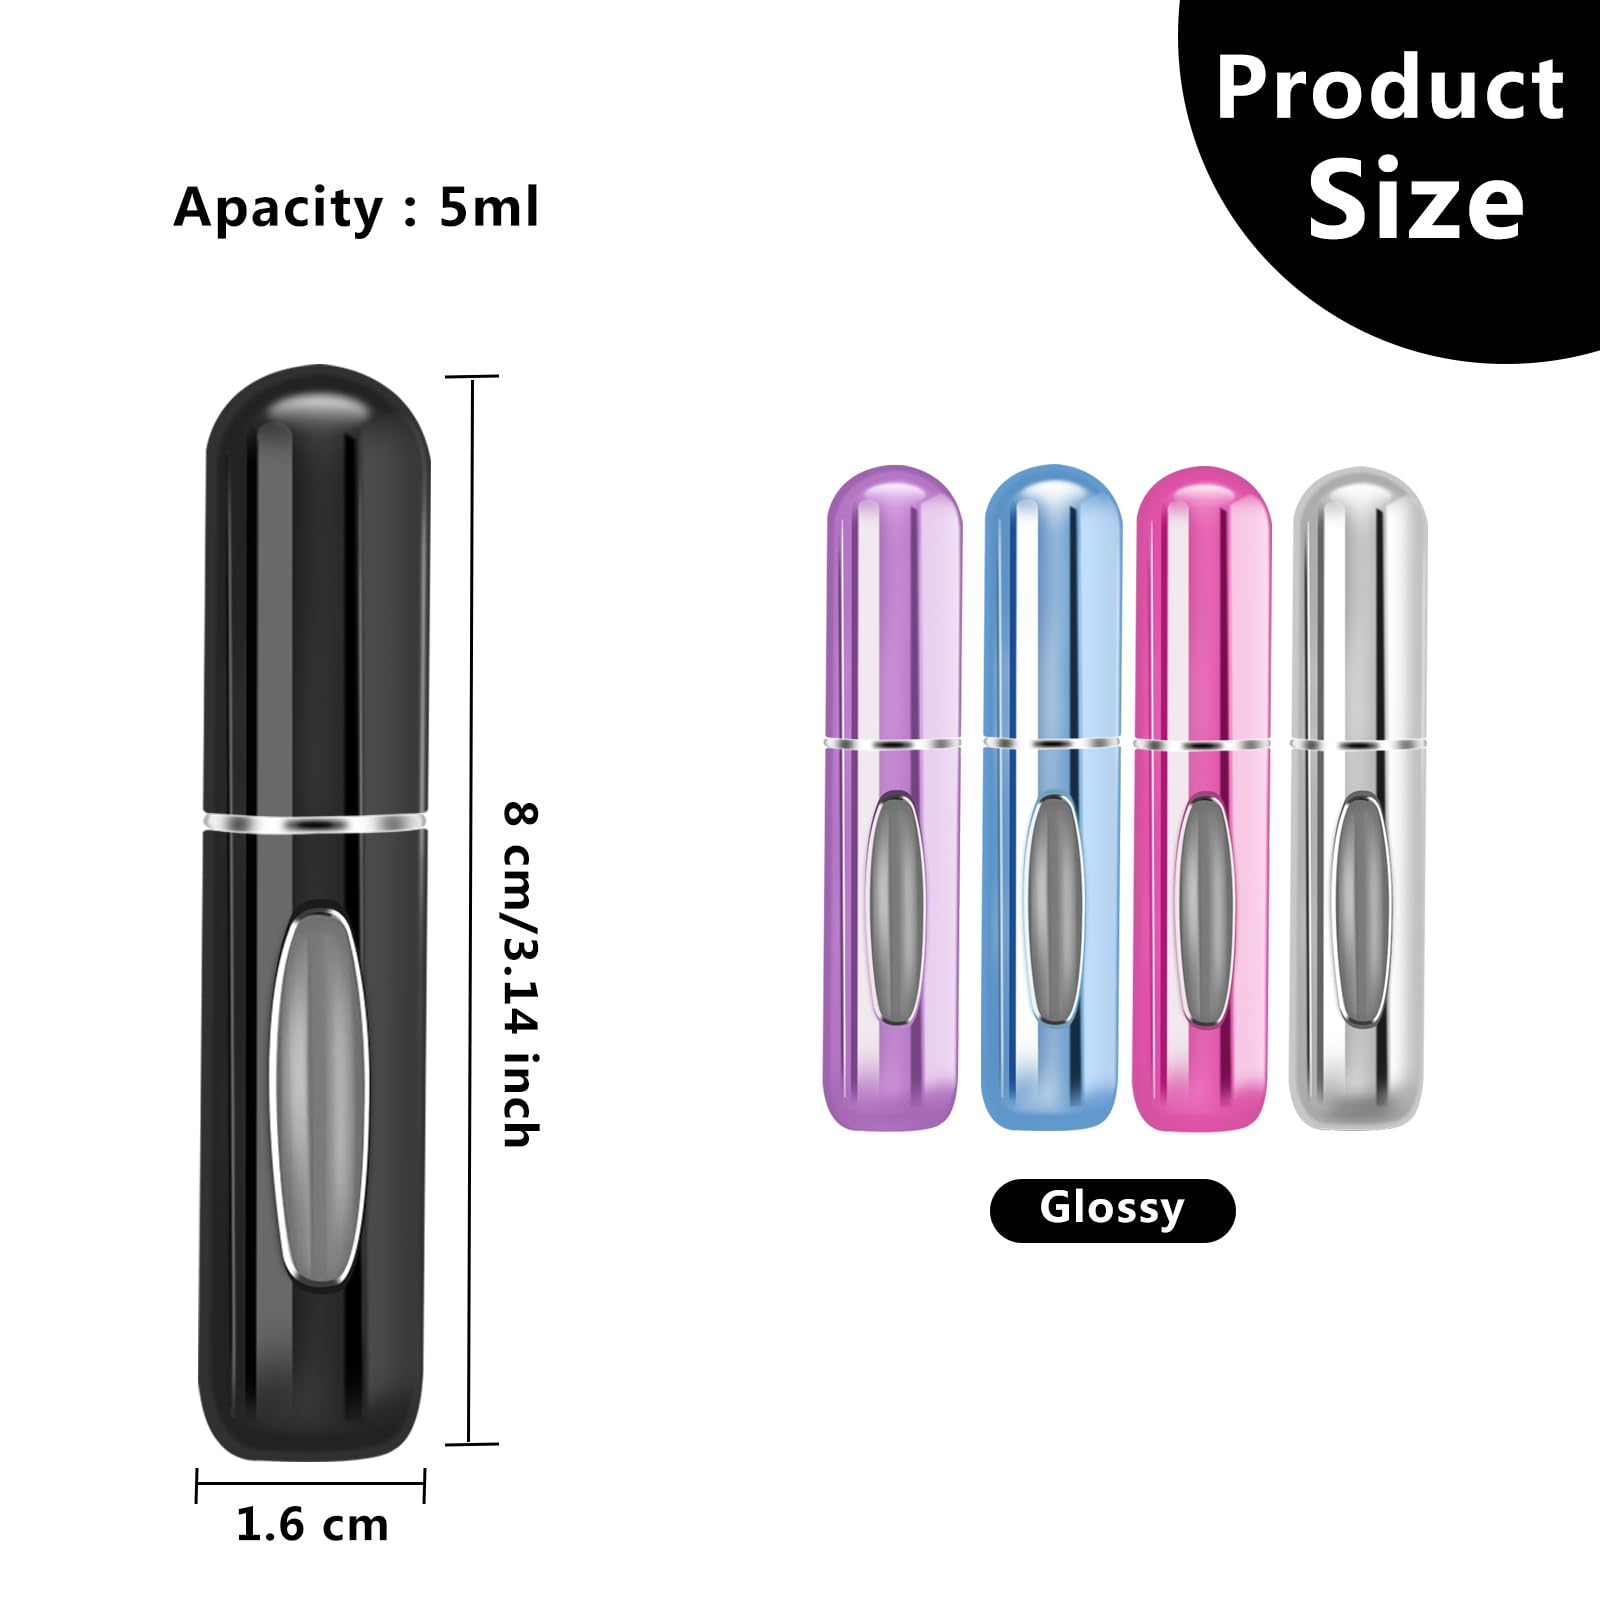 Product
Size
Apacity : 5ml
8 cm/3.14 inch
Glossy
1.6 cm